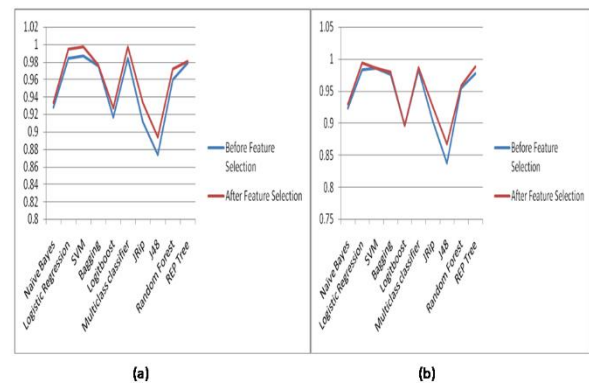 1.02
1
0.98
0.96
0.94
0.92
0.9
0.88
0.86
0.84
0.82
0.8
Naive Bayes
Logistic Regression
SVM
Bagging
Logitboost
Multiclass classifier
JRip
J48
Random Forest
REP Tree
Before Feature
Selection
After Feature Selection
(a)
1.05
1
0.95
0.9
0.85
0.8
0.75
Naive Bayes
Logistic Regression
SVM
Bagging
Logitboost
Multiclass classifier
JRip
J48
Random Forest
REP Tree
Before Feature
Selection
After Feature Selection
(b)